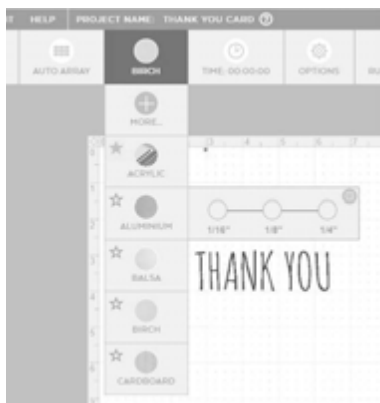 HELP PROJECT NAME: THANK YOU CARD ?
AUTO ARRAY BIRCH TIME: 00:00:00 OPTIONS
MORE...
ACRYLIC
ALUMINIUM
1/16" 1/8" 1/4"
BALSA
THANK YOU
BIRCH
CARDBOARD